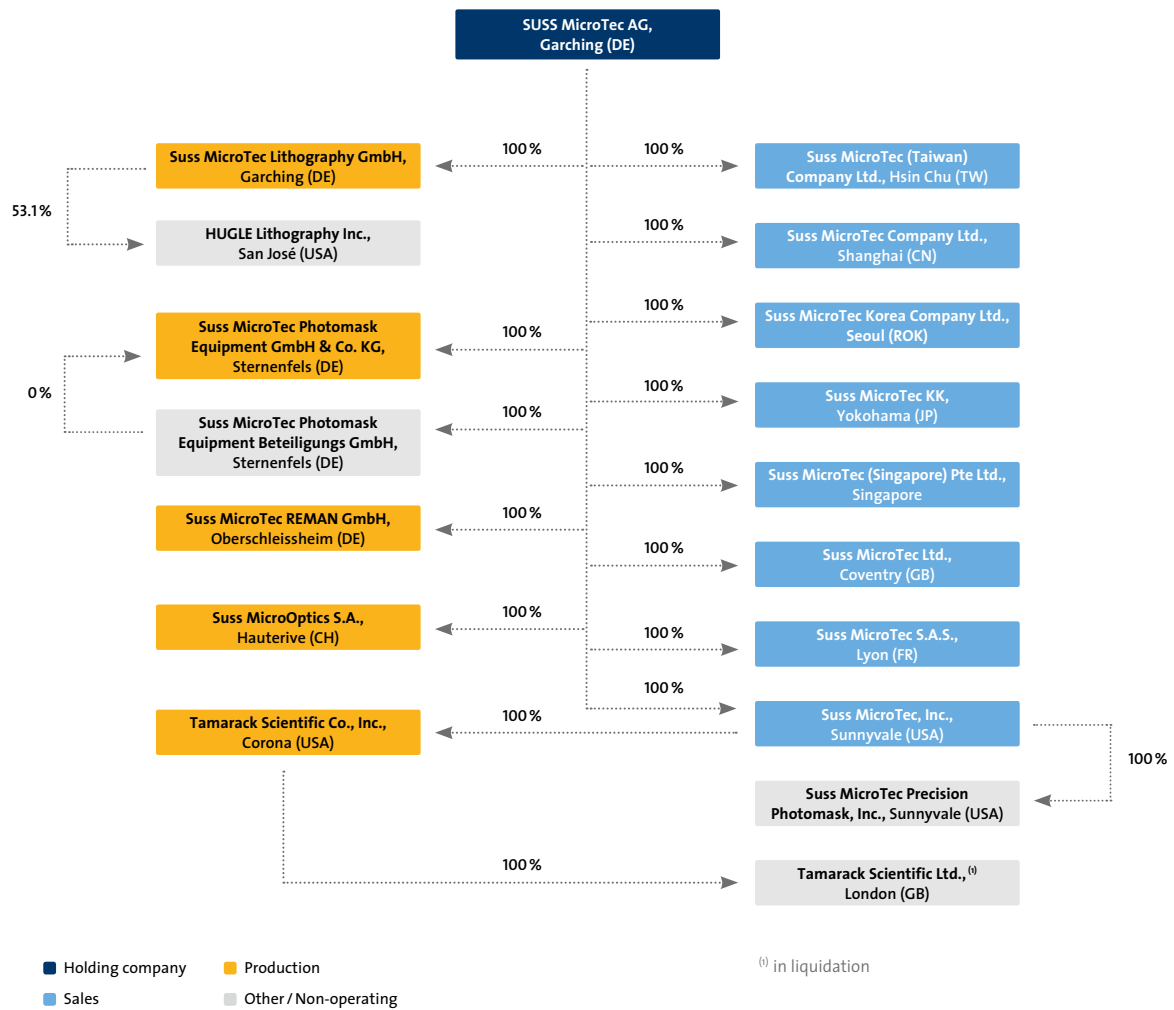 SUSS MicroTec AG,
Garching (DE)
100 %
100 %
Suss MicroTec Lithography GmbH,
Garching (DE)
Suss MicroTec (Taiwan)
Company Ltd., Hsin Chu (TW)
53.1 %
HUGLE Lithography Inc.,
San José (USA)
100 %
Suss MicroTec Company Ltd.,
Shanghai (CN)
100 %
Suss MicroTec Korea Company Ltd.,
Seoul (ROK)
Suss MicroTec Photomask
Equipment GmbH & Co. KG,
Sternenfels (DE)
100 %
0 %
100 %
Suss MicroTec KK,
Yokohama (JP)
Suss MicroTec Photomask
Equipment Beteiligungs GmbH,
Sternenfels (DE)
100 %
100 %
Suss MicroTec (Singapore) Pte Ltd.,
Singapore
Suss MicroTec REMAN GmbH,
Oberschleissheim (DE)
100 %
100 %
Suss MicroTec Ltd.,
Coventry (GB)
Suss MicroOptics S.A.,
Hauterive (CH)
100 %
100 %
Suss MicroTec S.A.S.,
Lyon (FR)
100 %
Suss MicroTec, Inc.,
Sunnyvale (USA)
Tamarack Scientific Co., Inc.,
Corona (USA)
100 %
100 %
Suss MicroTec Precision
Photomask, Inc., Sunnyvale (USA)
100 %
Tamarack Scientific Ltd., (1)
London (GB)
Holding company
Production
Sales
Other / Non-operating
(1) in liquidation